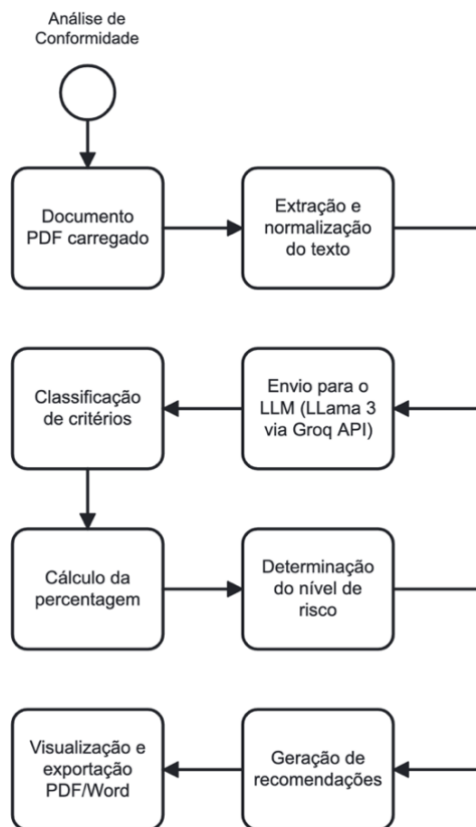 Análise de
Conformidade
Documento
PDF carregado
Extração e
normalização
do texto
Envio para o
LLM (LLama 3
via Groq API)
Classificação
de critérios
Cálculo da
percentagem
Determinação
do nível de
risco
Geração de
recomendações
Visualização e
exportação
PDF/Word